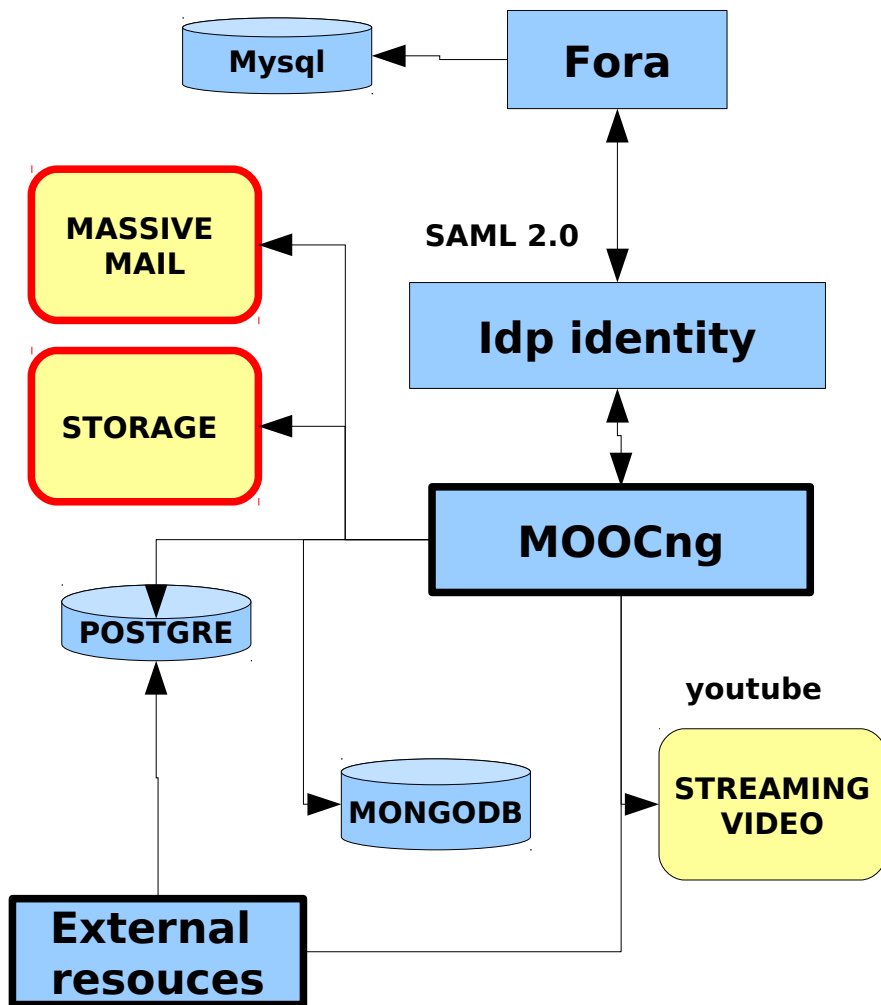 Mysql
Fora
MASSIVE
MAIL
SAML 2.0
Idp identity
STORAGE
MOOCng
POSTGRE
youtube
MONGODB
STREAMING
VIDEO
External
resouces